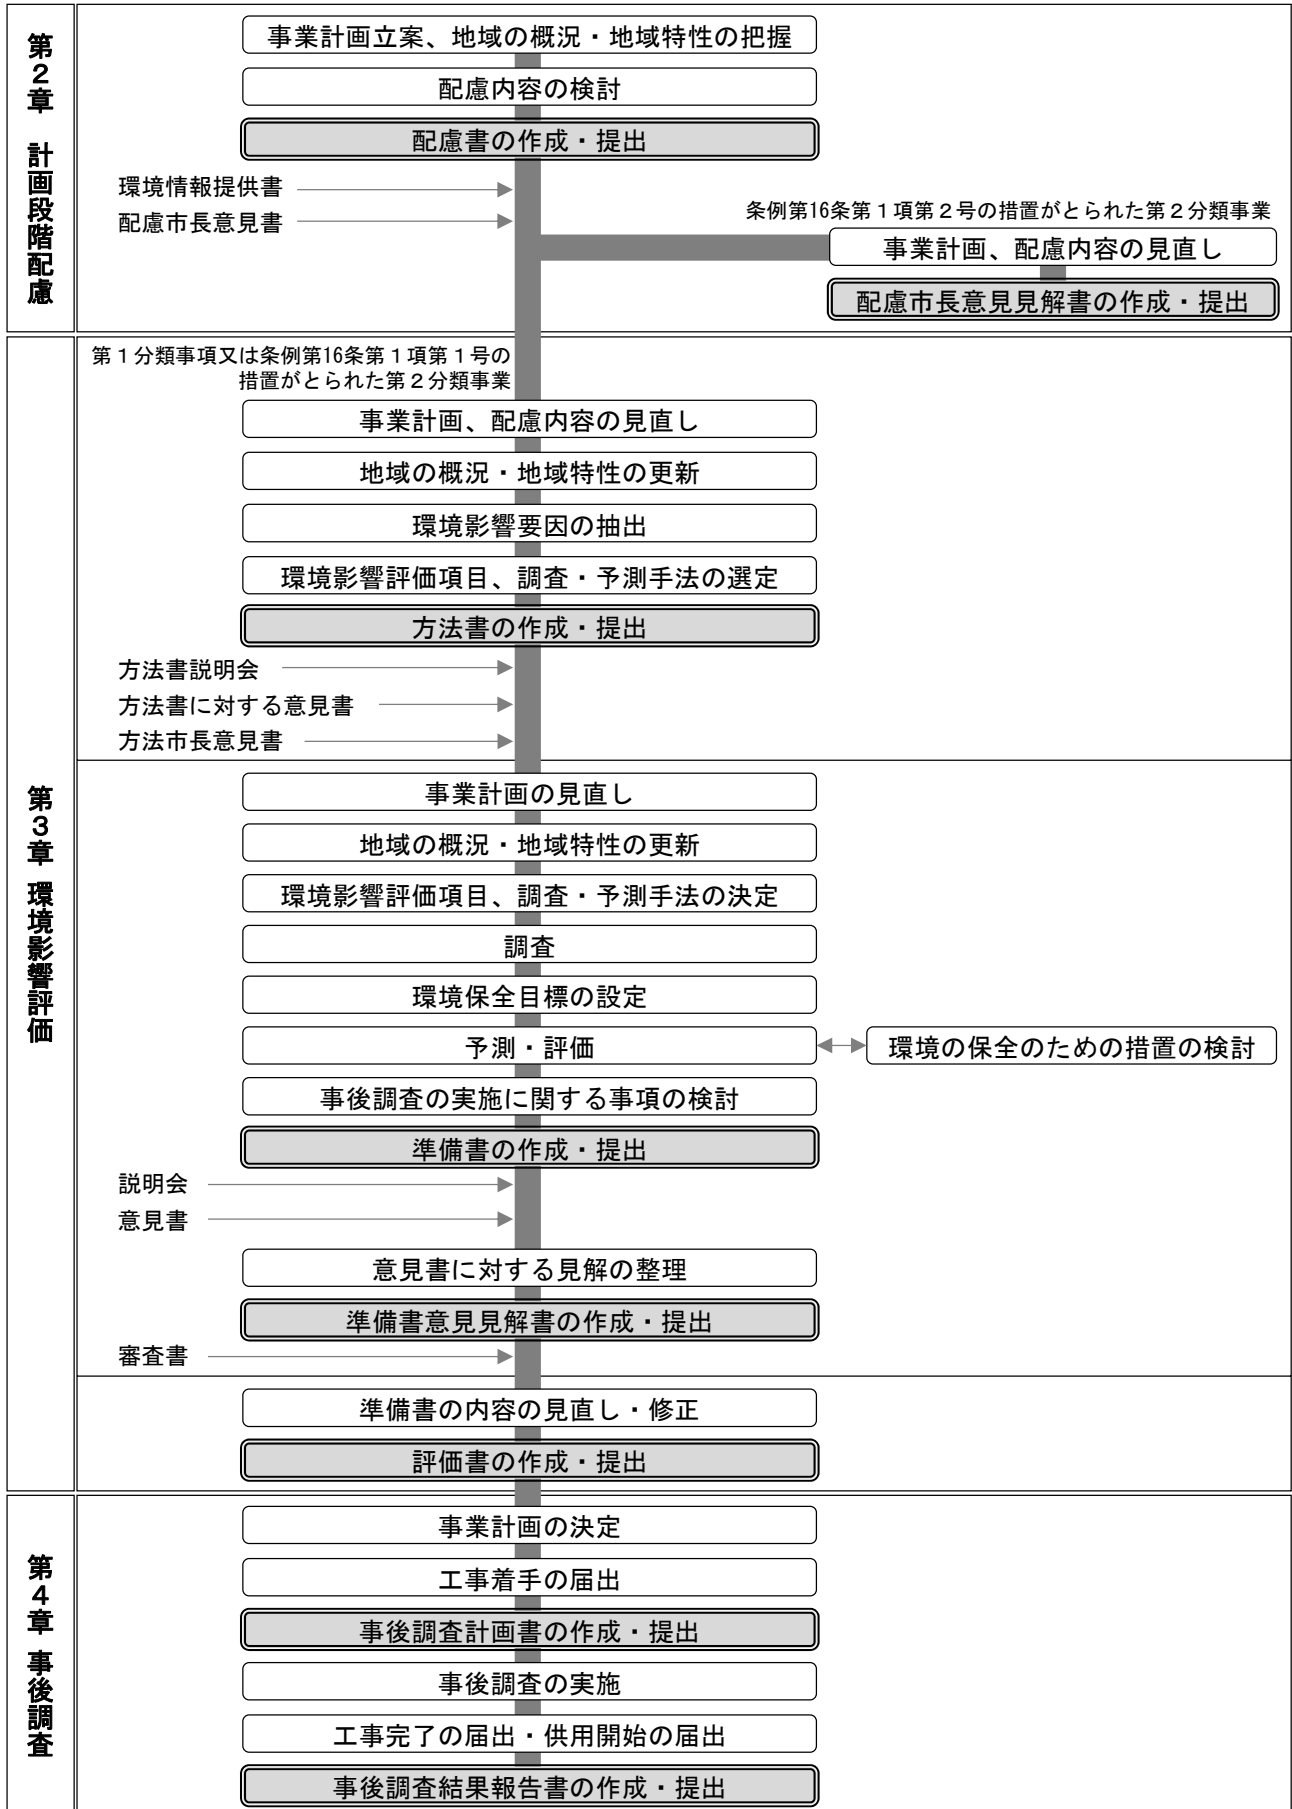 第２章　計画段階配慮
事業計画立案、地域の概況・地域特性の把握
配慮内容の検討
配慮書の作成・提出
環境情報提供書
配慮市長意見書
条例第16条第１項第２号の措置がとられた第２分類事業
事業計画、配慮内容の見直し
配慮市長意見見解書の作成・提出
第３章　環境影響評価
第１分類事項又は条例第16条第１項第１号の
措置がとられた第２分類事業
事業計画、配慮内容の見直し
地域の概況・地域特性の更新
環境影響要因の抽出
環境影響評価項目、調査・予測手法の選定
方法書の作成・提出
方法書説明会
方法書に対する意見書
方法市長意見書
事業計画の見直し
地域の概況・地域特性の更新
環境影響評価項目、調査・予測手法の決定
調査
環境保全目標の設定
予測・評価
環境の保全のための措置の検討
事後調査の実施に関する事項の検討
準備書の作成・提出
説明会
意見書
意見書に対する見解の整理
準備書意見見解書の作成・提出
審査書
準備書の内容の見直し・修正
評価書の作成・提出
第４章　事後調査
事業計画の決定
工事着手の届出
事後調査計画書の作成・提出
事後調査の実施
工事完了の届出・供用開始の届出
事後調査結果報告書の作成・提出